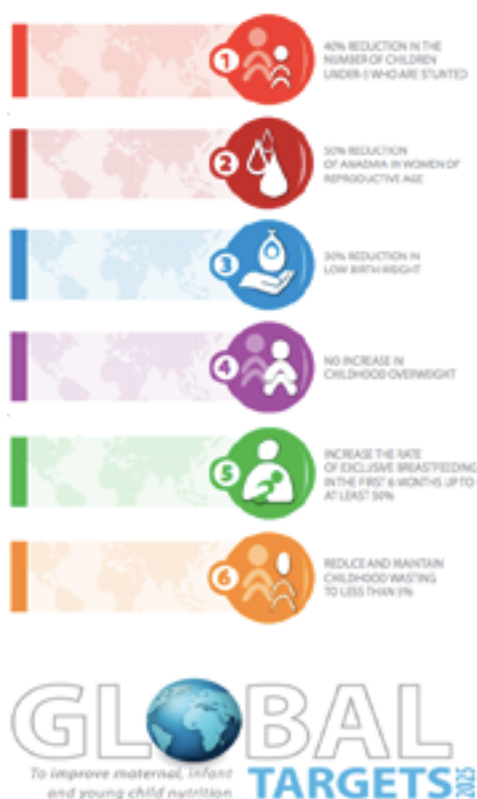 1
40% REDUCTION IN THE
NUMBER OF CHILDREN
UNDER-5 WHO ARE STUNTED
2
50% REDUCTION
OF ANAEMIA IN WOMEN OF
REPRODUCTIVE AGE
3
30% REDUCTION IN
LOW BIRTH WEIGHT
4
NO INCREASE IN
CHILDHOOD OVERWEIGHT
5
INCREASE THE RATE
OF EXCLUSIVE BREASTFEEDING
IN THE FIRST 6 MONTHS UP TO
AT LEAST 50%
6
REDUCE AND MAINTAIN
CHILDHOOD WASTING
TO LESS THAN 5%
GLOBAL
To improve maternal, infant
and young child nutrition
TARGETS 2025